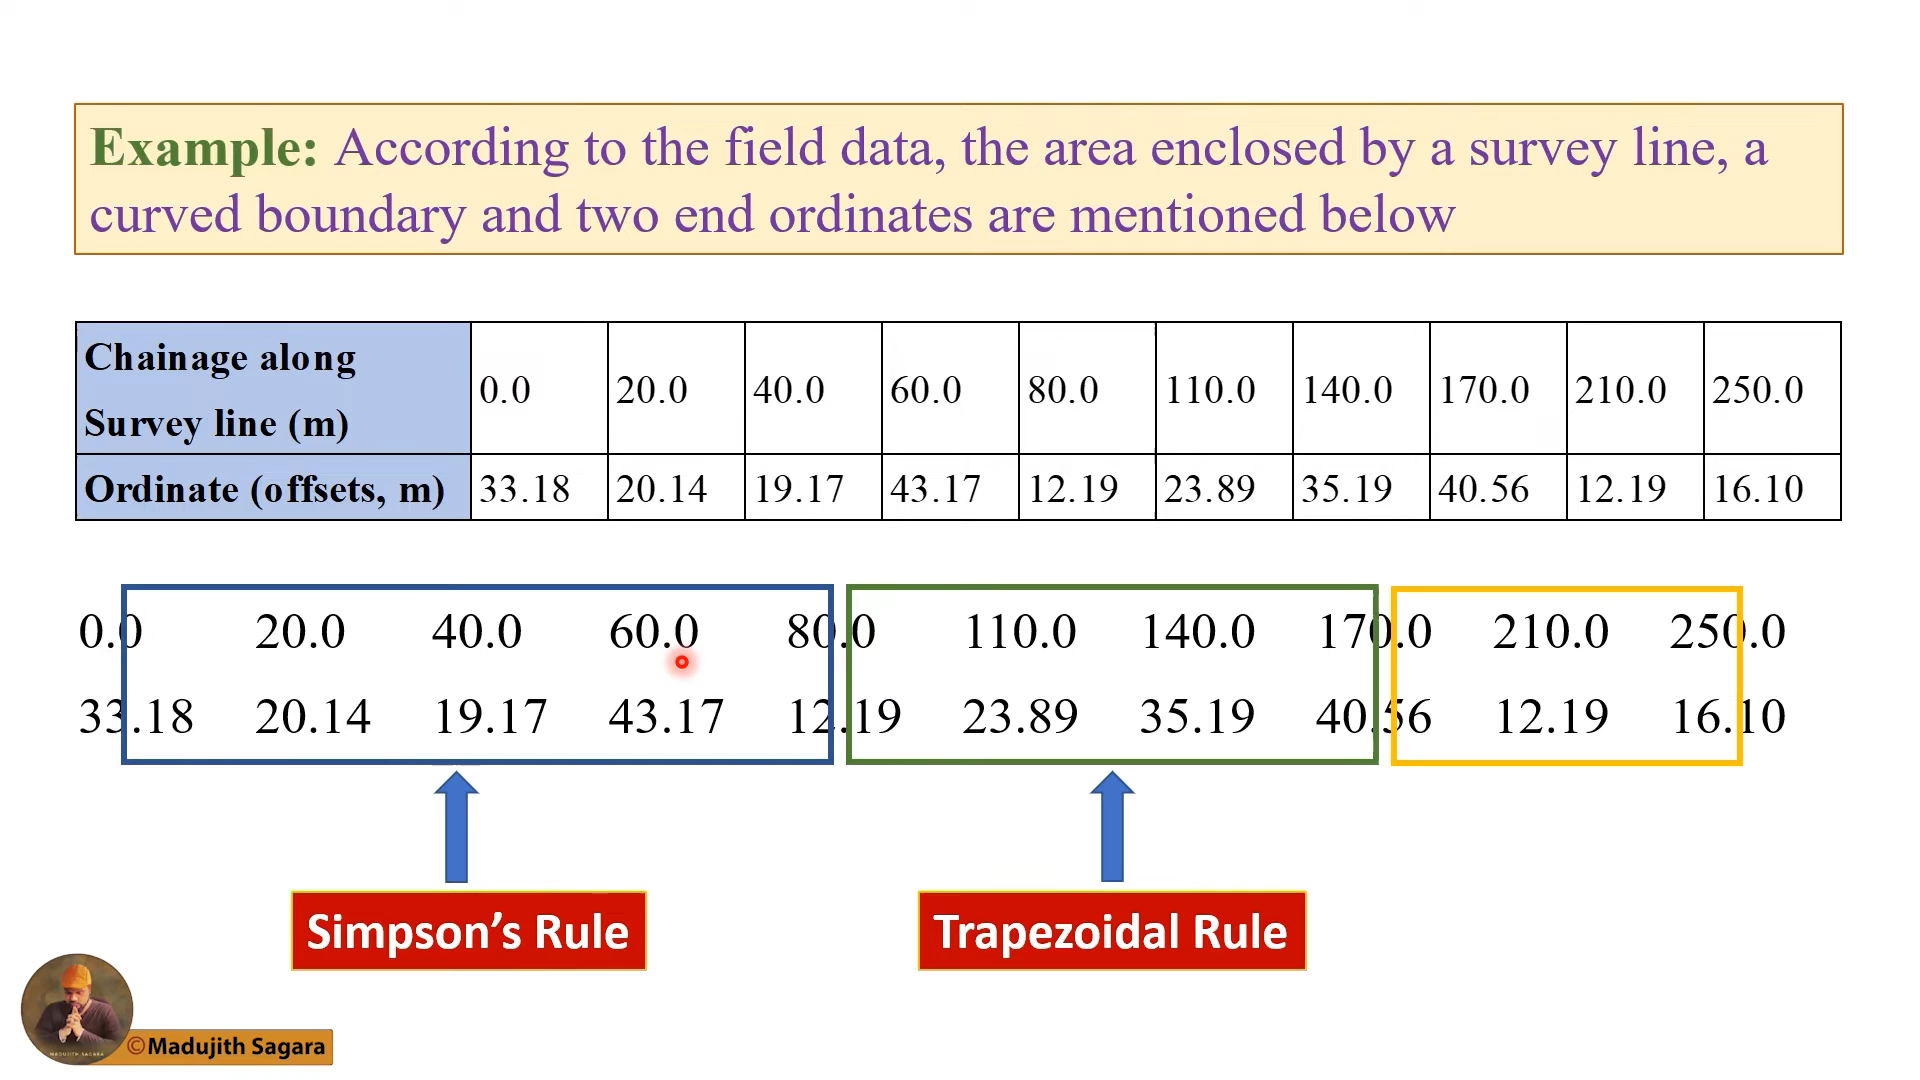 Example: According to the field data, the area enclosed by a survey line, a
curved boundary and two end ordinates are mentioned below
Chainage along
Survey line (m)
0.0 20.0 40.0 60.0 80.0 110.0 140.0 170.0 210.0 250.0
Ordinate (offsets, m) 33.18 20.14 19.17 43.17 12.19 23.89 35.19 40.56 12.19 16.10
0.0 20.0 40.0 60.0 80.0 110.0 140.0 170.0 210.0 250.0
33.18 20.14 19.17 43.17 12.19 23.89 35.19 40.56 12.19 16.10
Simpson’s Rule
Trapezoidal Rule
MADUJITH SAGARA
©Madujith Sagara